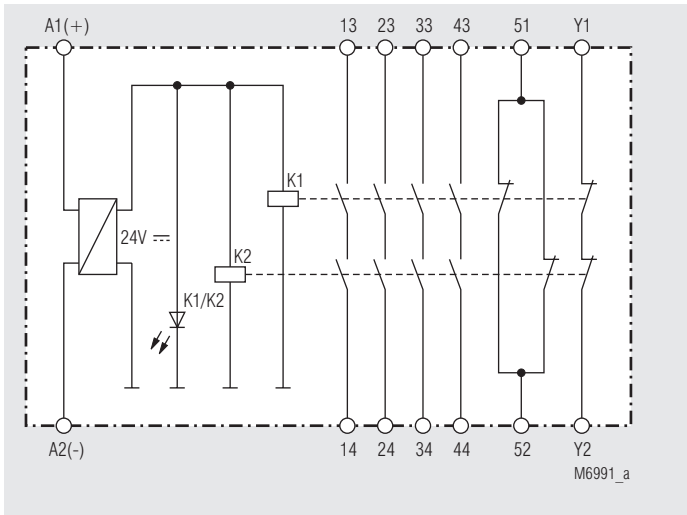 A1(+) 13 23 33 43 51 Y1
K1
24V
K2
K1/K2
A2(-) 14 24 34 44 52 Y2
M6991_a